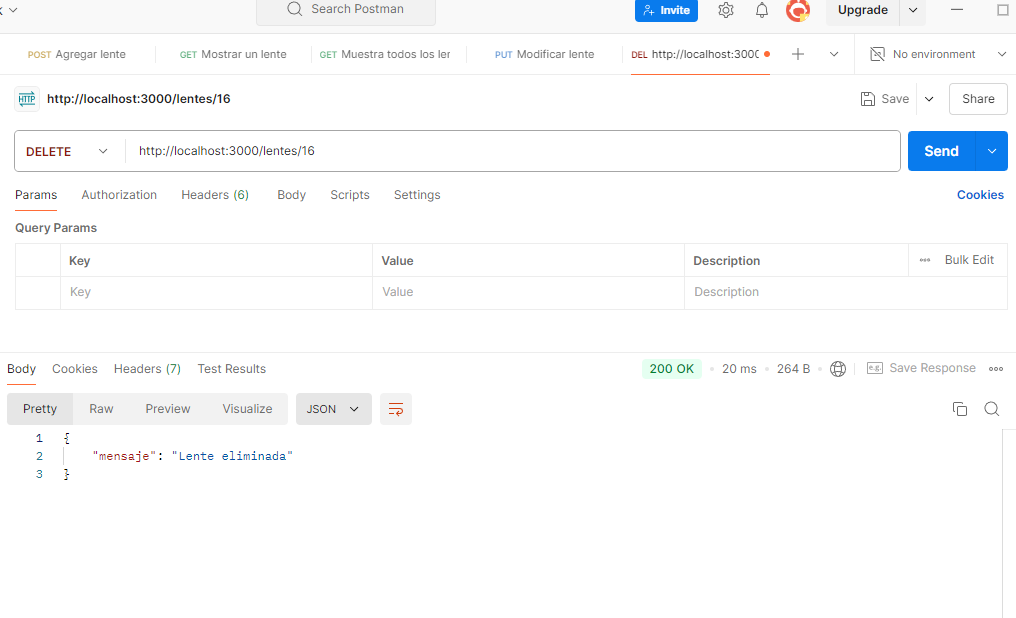 Search Postman Invite Upgrade
POST Agregar lente GET Mostrar un lente GET Muestra todos los ler PUT Modificar lente DEL http://localhost:300 No environment
HTTP http://localhost:3000/lentes/16 Save Share
DELETE http://localhost:3000/lentes/16 Send
Params Authorization Headers (6) Body Scripts Settings Cookies
Query Params
Key Value Description Bulk Edit
Key Value Description
Body Cookies Headers (7) Test Results 200 OK 20 ms 264 B e.g. Save Response
Pretty Raw Preview Visualize JSON
1 {
2 "mensaje": "Lente eliminada"
3 }